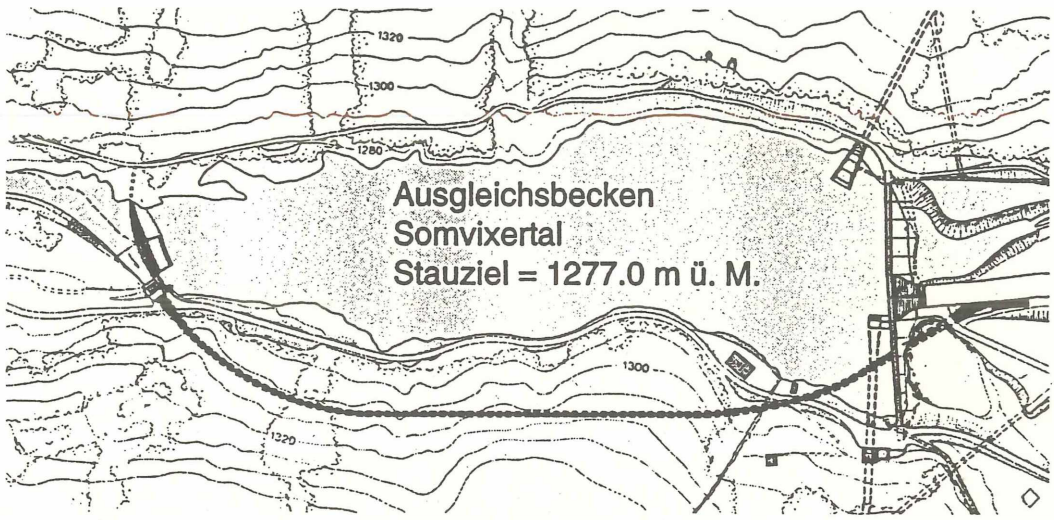 1320
1300
1280
Ausgleichsbecken
Somvixertal
Stauziel = 1277.0 m ü. M.
1300
1320